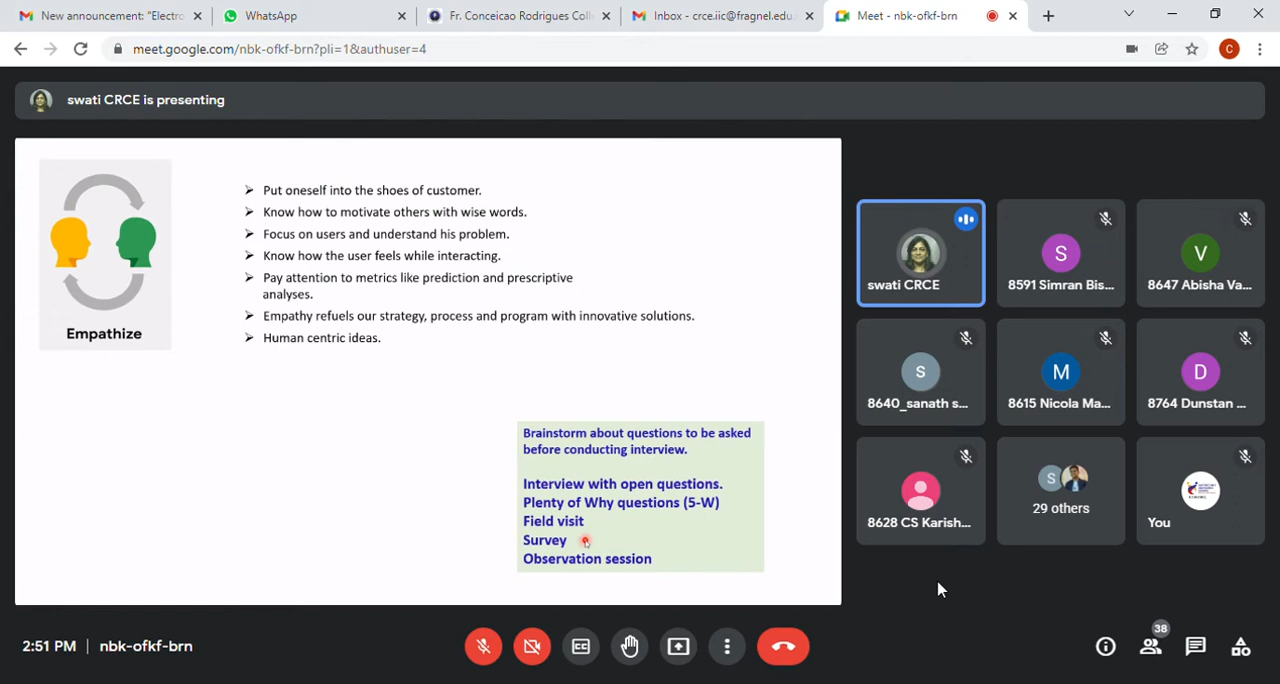 New announcement: "Electro
WhatsApp
Fr. Conceicao Rodrigues Coll
Inbox - crce.iic@fragnel.edu.
Meet - nbk-ofkf-brn
meet.google.com/nbk-ofkf-brn?pli=1&authuser=4
C
swati CRCE is presenting
Empathize
➢ Put oneself into the shoes of customer.
➢ Know how to motivate others with wise words.
➢ Focus on users and understand his problem.
➢ Know how the user feels while interacting.
➢ Pay attention to metrics like prediction and prescriptive
analyses.
➢ Empathy refuels our strategy, process and program with innovative solutions.
➢ Human centric ideas.
Brainstorm about questions to be asked
before conducting interview.
Interview with open questions.
Plenty of Why questions (5-W)
Field visit
Survey
Observation session
swati CRCE
S
8591 Simran Bis...
V
8647 Abisha Va...
S
8640_sanath s...
M
8615 Nicola Ma...
D
8764 Dunstan ...
8628 CS Karish...
S
29 others
You
2:51 PM | nbk-ofkf-brn
CC
38